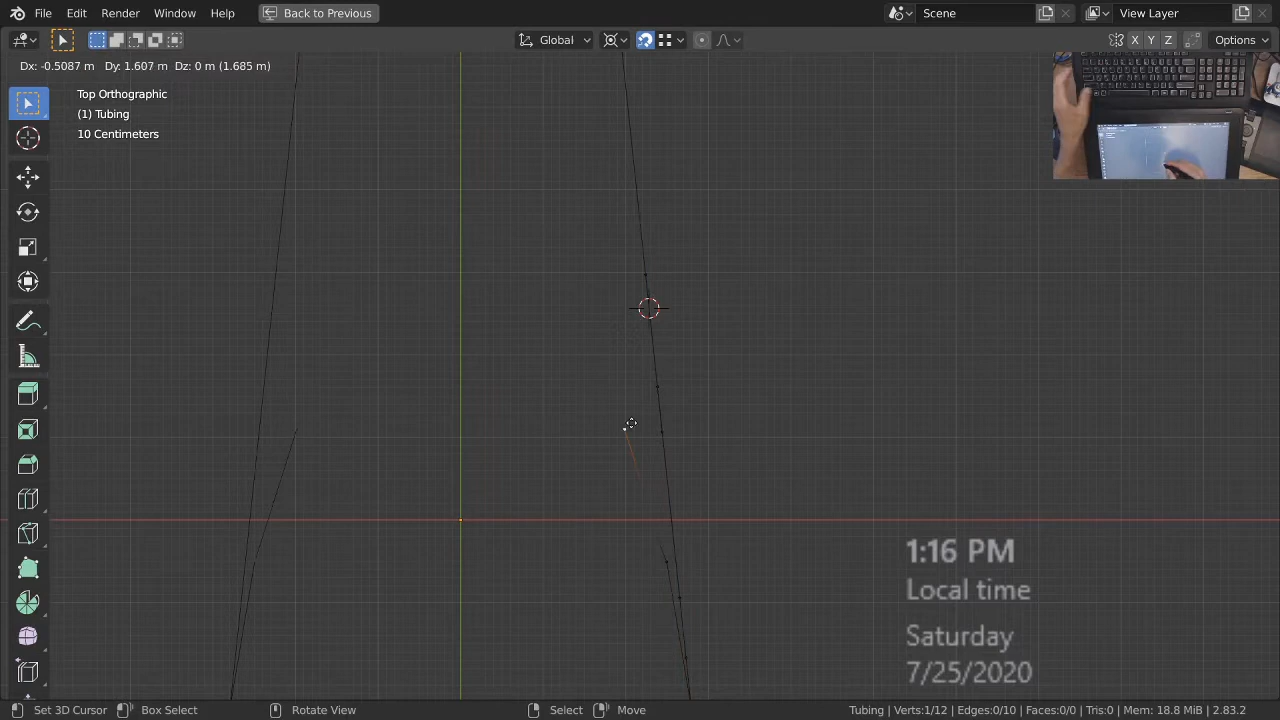 File Edit Render Window Help Back to Previous Scene View Layer
Global X Y Z Options
Dx: -0.5087 m Dy: 1.607 m Dz: 0 m (1.685 m)
Top Orthographic
(1) Tubing
10 Centimeters
1:16 PM
Local time
Saturday
7/25/2020
Set 3D Cursor Box Select Rotate View Select Move Tubing | Verts:1/12 | Edges:0/10 | Faces:0/0 | Tris:0 | Mem: 18.8 MiB | 2.83.2